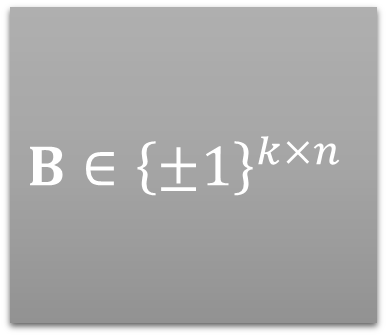 𝐁 ∈ {±1}^{k×n}